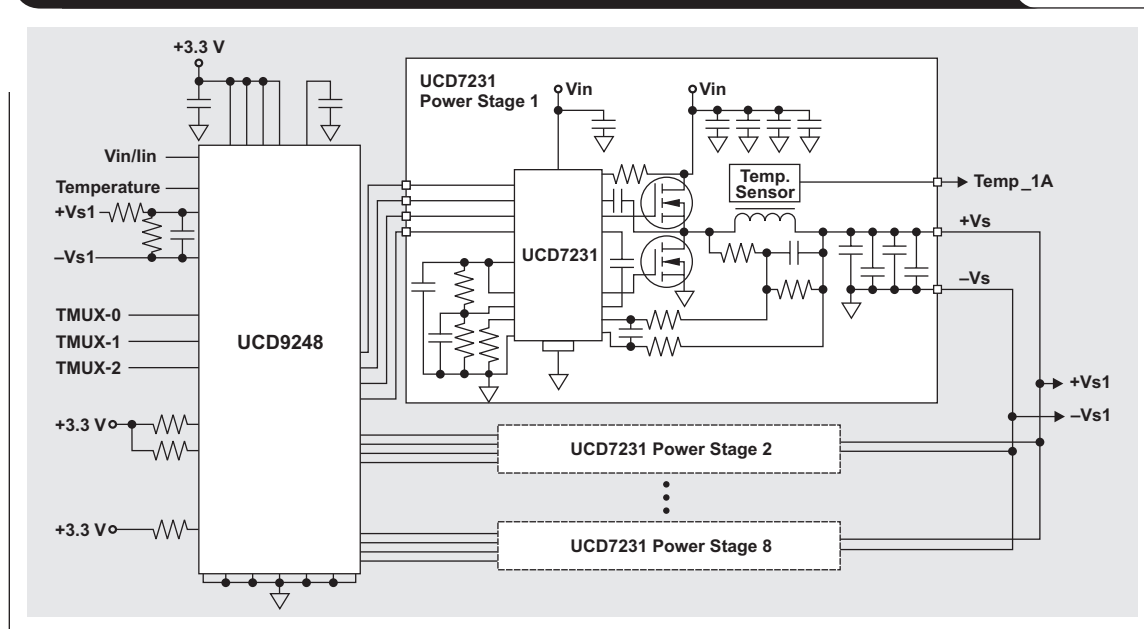 +3.3 V
UCD7231
Power Stage 1
Vin
Vin
Vin/Iin
Temperature
+Vs1
–Vs1
Temp.
Sensor
Temp_1A
+Vs
–Vs
UCD7231
TMUX-0
TMUX-1
TMUX-2
UCD9248
+Vs1
–Vs1
+3.3 V
UCD7231 Power Stage 2
+3.3 V
UCD7231 Power Stage 8